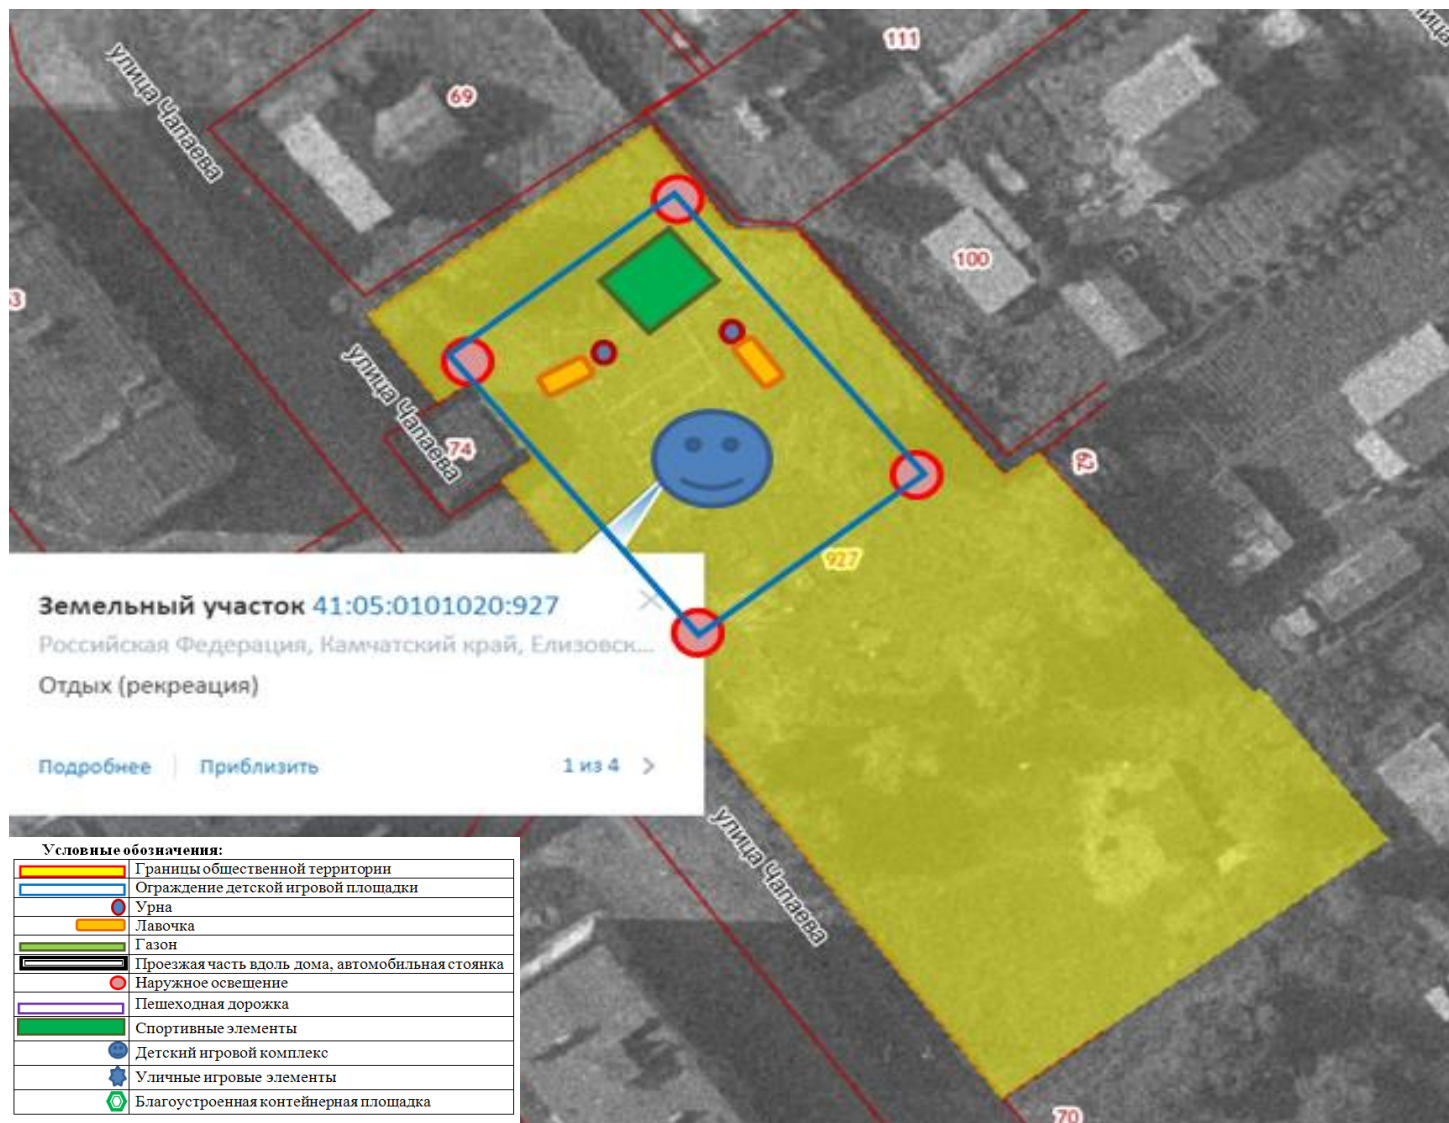 111
69
улица Чапаева
100
улица Чапаева
74
62
927
Земельный участок 41:05:0101020:927
Российская Федерация, Камчатский край, Елизовск...
Отдых (рекреация)
Подробнее
Приблизить
1 из 4
улица Чапаева
70
Условные обозначения:
Границы общественной территории
Ограждение детской игровой площадки
Урна
Лавочка
Газон
Проезжая часть вдоль дома, автомобильная стоянка
Наружное освещение
Пешеходная дорожка
Спортивные элементы
Детский игровой комплекс
Уличные игровые элементы
Благоустроенная контейнерная площадка